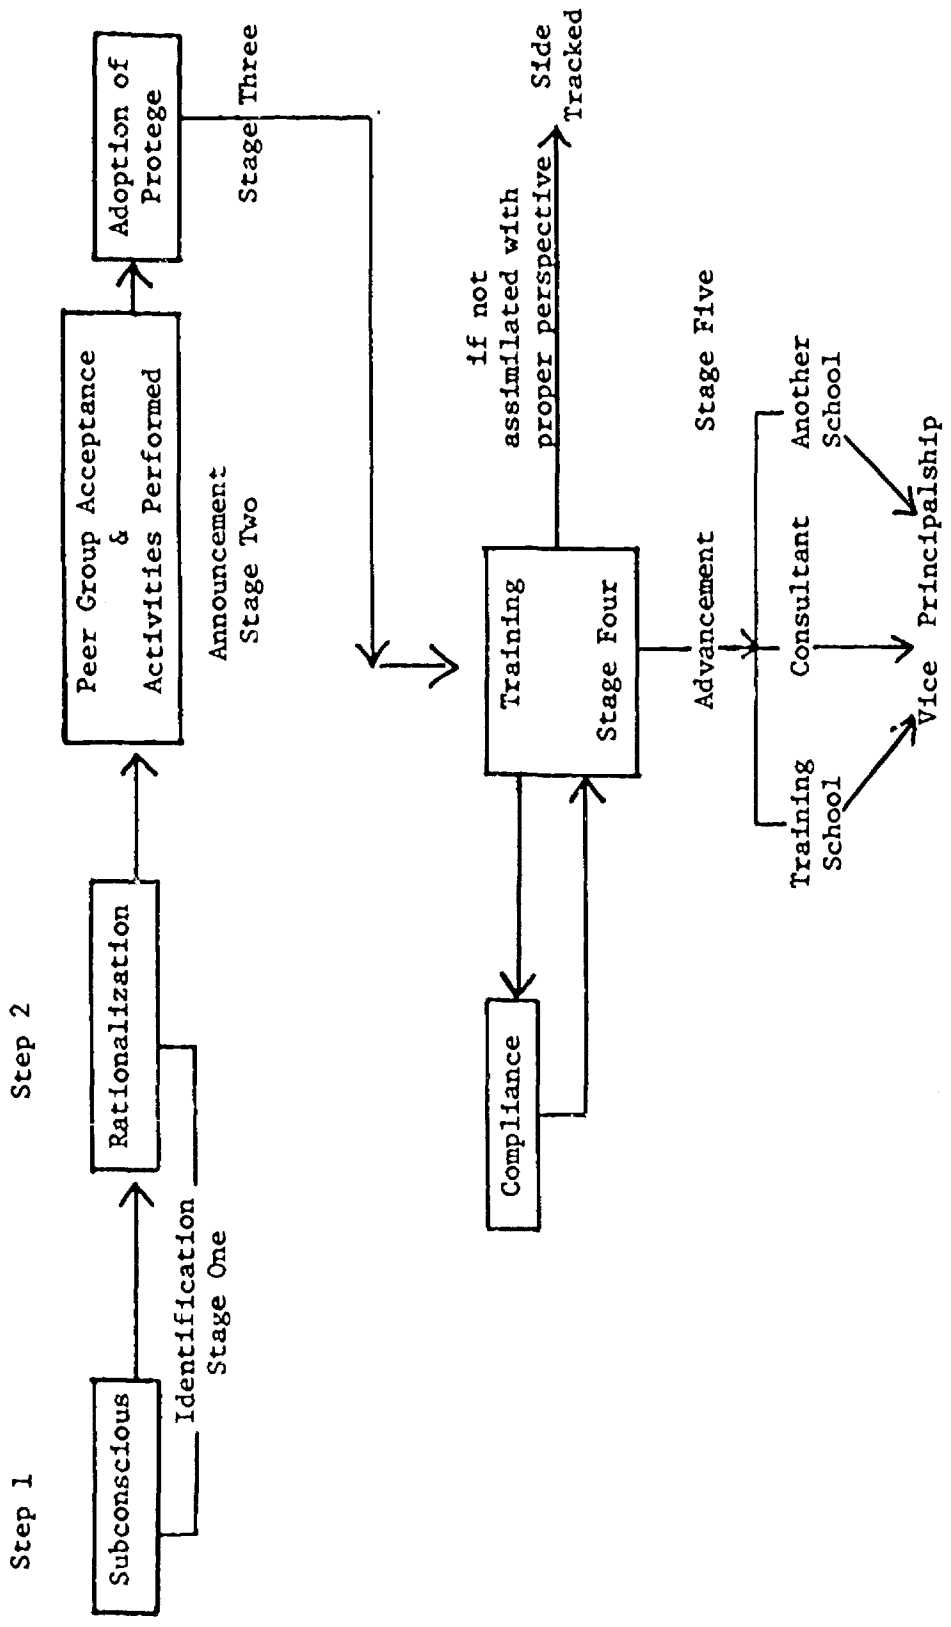 Step 1
Step 2
Subconscious
Rationalization
Peer Group Acceptance
&
Activities Performed
Adoption of
Protege
Identification
Stage One
Announcement
Stage Two
Stage Three
Compliance
Training
Stage Four
if not
assimilated with
proper perspective
Side
Tracked
Advancement
Stage Five
Training
School
Consultant
Another
School
Vice Principalship